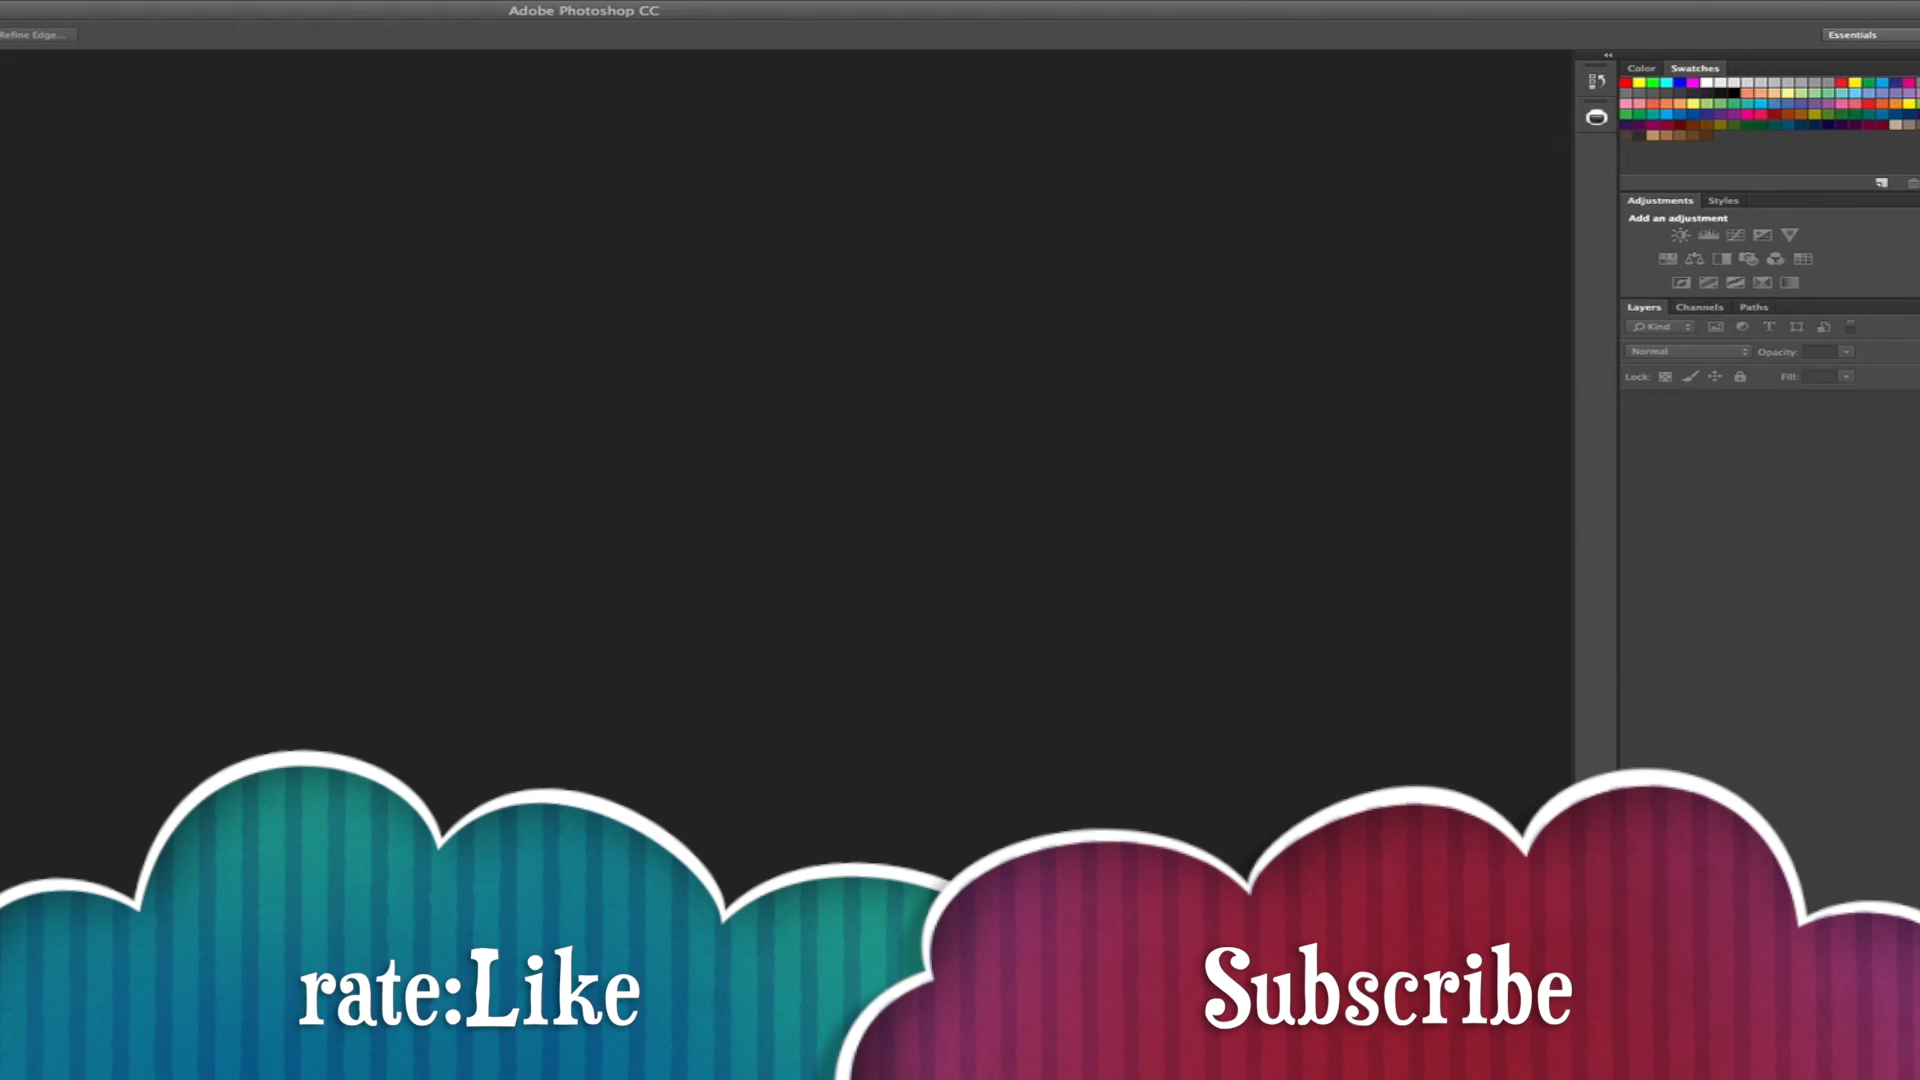 Adobe Photoshop CC
Refine Edge...
Essentials
Color Swatches
Adjustments Styles
Add an adjustment
Layers Channels Paths
Kind
Normal Opacity:
Lock: Fill:
rate:Like
Subscribe